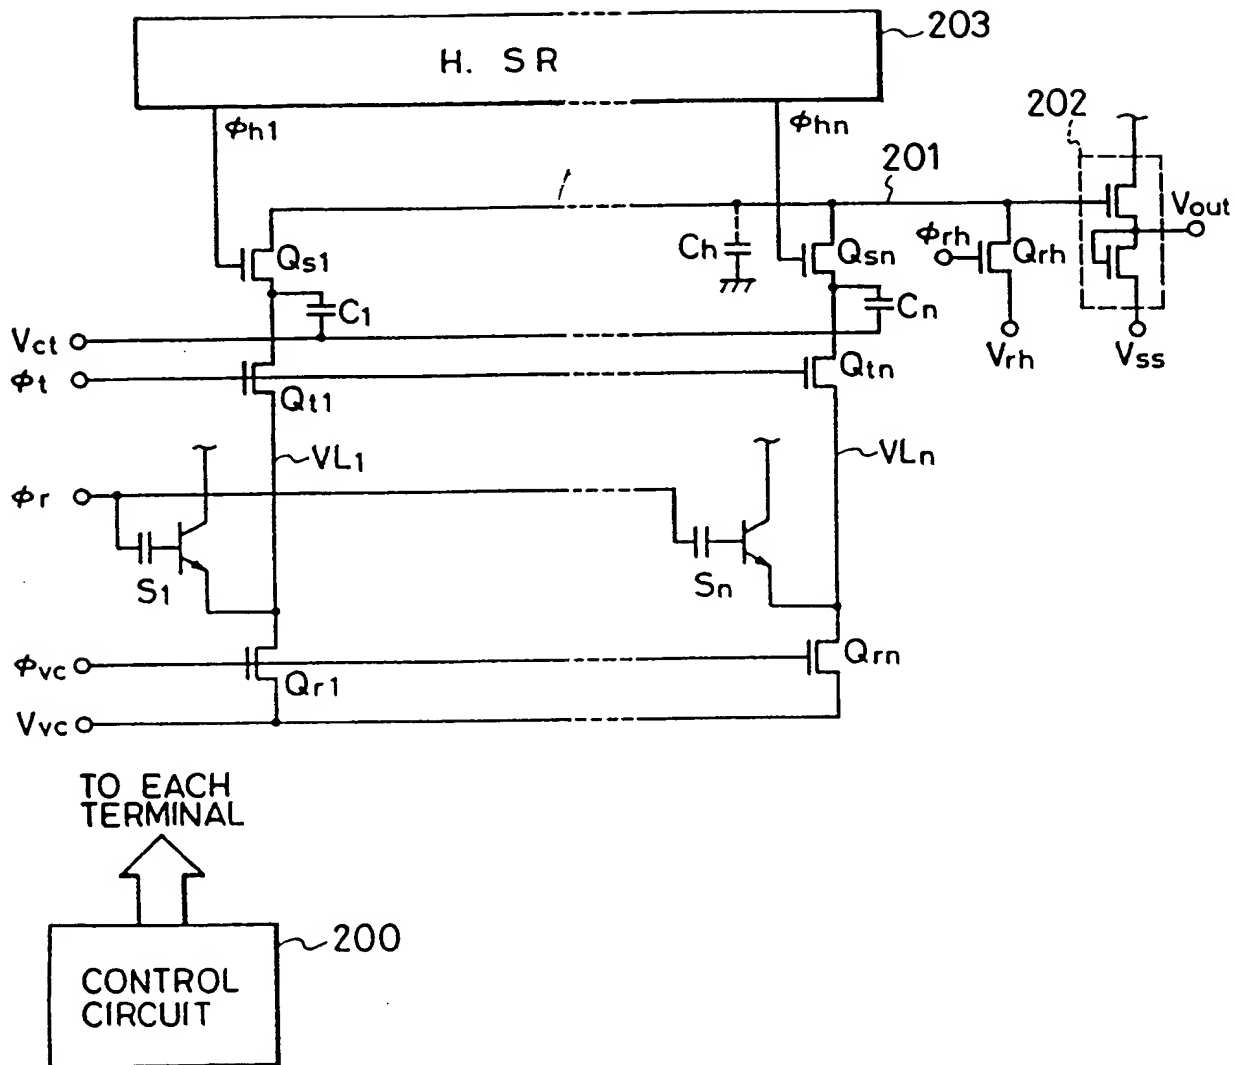 203
H. SR
ϕh1
ϕhn
202
201
Vout
Qs1
Ch
Qsn
ϕrh
Qrh
C1
Cn
Vct
Vrh
Vss
ϕt
Qt1
Qtn
VL1
VLn
ϕr
S1
Sn
ϕvc
Qr1
Qrn
Vvc
TO EACH
TERMINAL
200
CONTROL
CIRCUIT